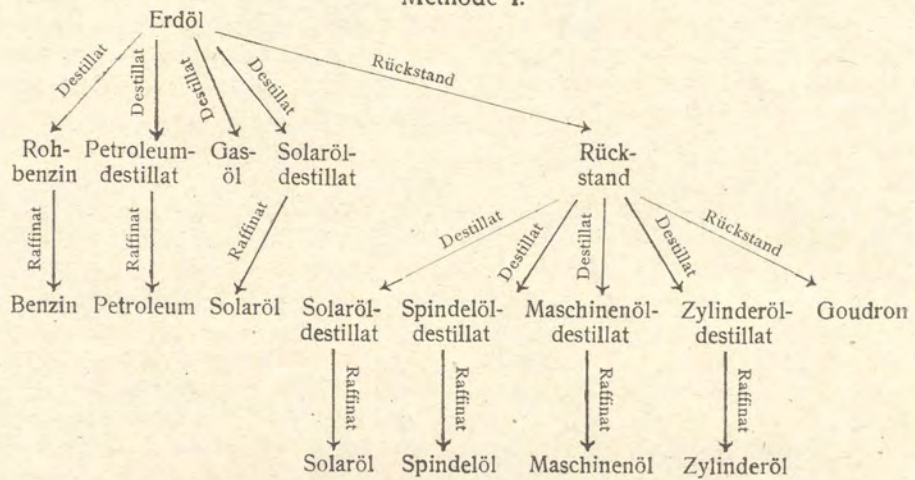 Methode 1.
Erdöl
Destillat
Destillat
Destillat
Destillat
Rückstand
Roh-
benzin
Petroleum-
destillat
Gas-
öl
Solaröl-
destillat
Rück-
stand
Raffinat
Raffinat
Raffinat
Destillat
Destillat
Destillat
Destillat
Rückstand
Benzin
Petroleum
Solaröl
Solaröl-
destillat
Spindelöl-
destillat
Maschinenöl-
destillat
Zylinderöl-
destillat
Goudron
Raffinat
Raffinat
Raffinat
Raffinat
Solaröl
Spindelöl
Maschinenöl
Zylinderöl